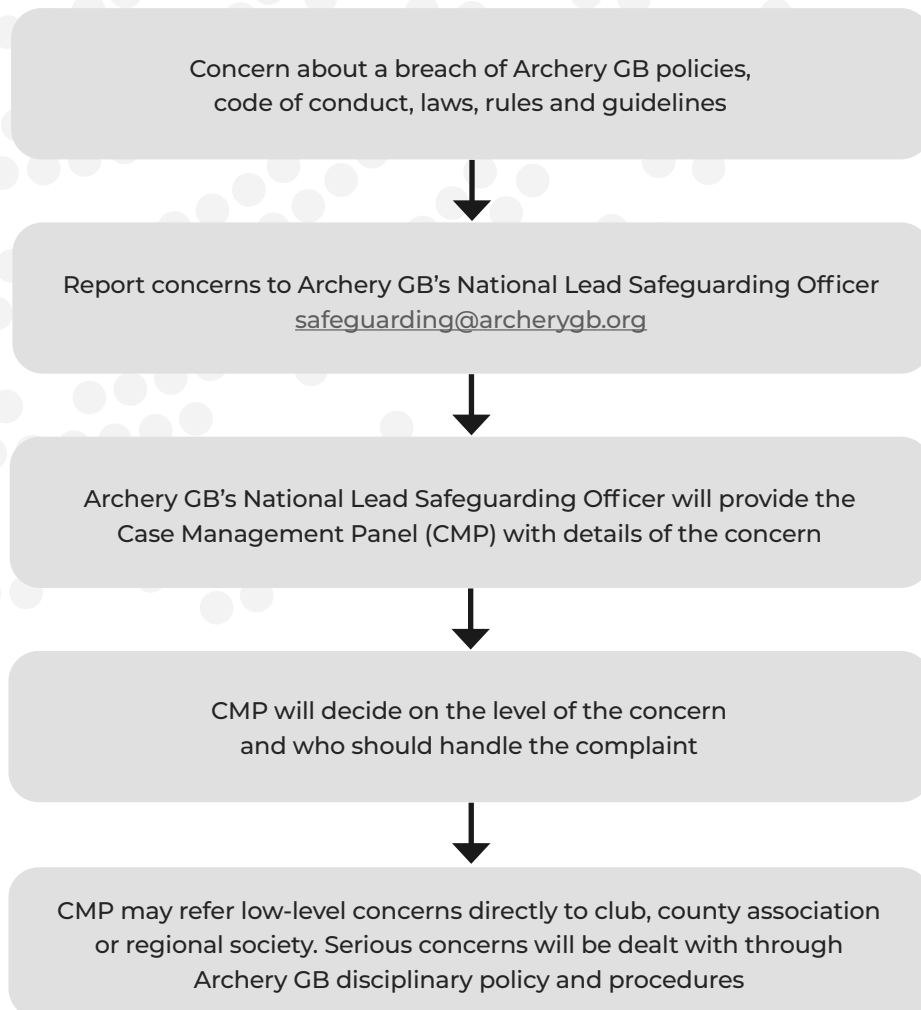 Concern about a breach of Archery GB policies,
code of conduct, laws, rules and guidelines
Report concerns to Archery GB’s National Lead Safeguarding Officer
safeguarding@archerygb.org
Archery GB’s National Lead Safeguarding Officer will provide the
Case Management Panel (CMP) with details of the concern
CMP will decide on the level of the concern
and who should handle the complaint
CMP may refer low-level concerns directly to club, county association
or regional society. Serious concerns will be dealt with through
Archery GB disciplinary policy and procedures